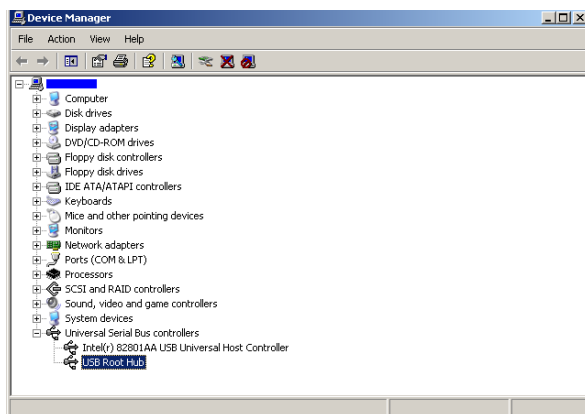 Device Manager
File Action View Help
Computer
Disk drives
Display adapters
DVD/CD-ROM drives
Floppy disk controllers
Floppy disk drives
IDE ATA/ATAPI controllers
Keyboards
Mice and other pointing devices
Monitors
Network adapters
Ports (COM & LPT)
Processors
SCSI and RAID controllers
Sound, video and game controllers
System devices
Universal Serial Bus controllers
Intel(r) 82801AA USB Universal Host Controller
USB Root Hub